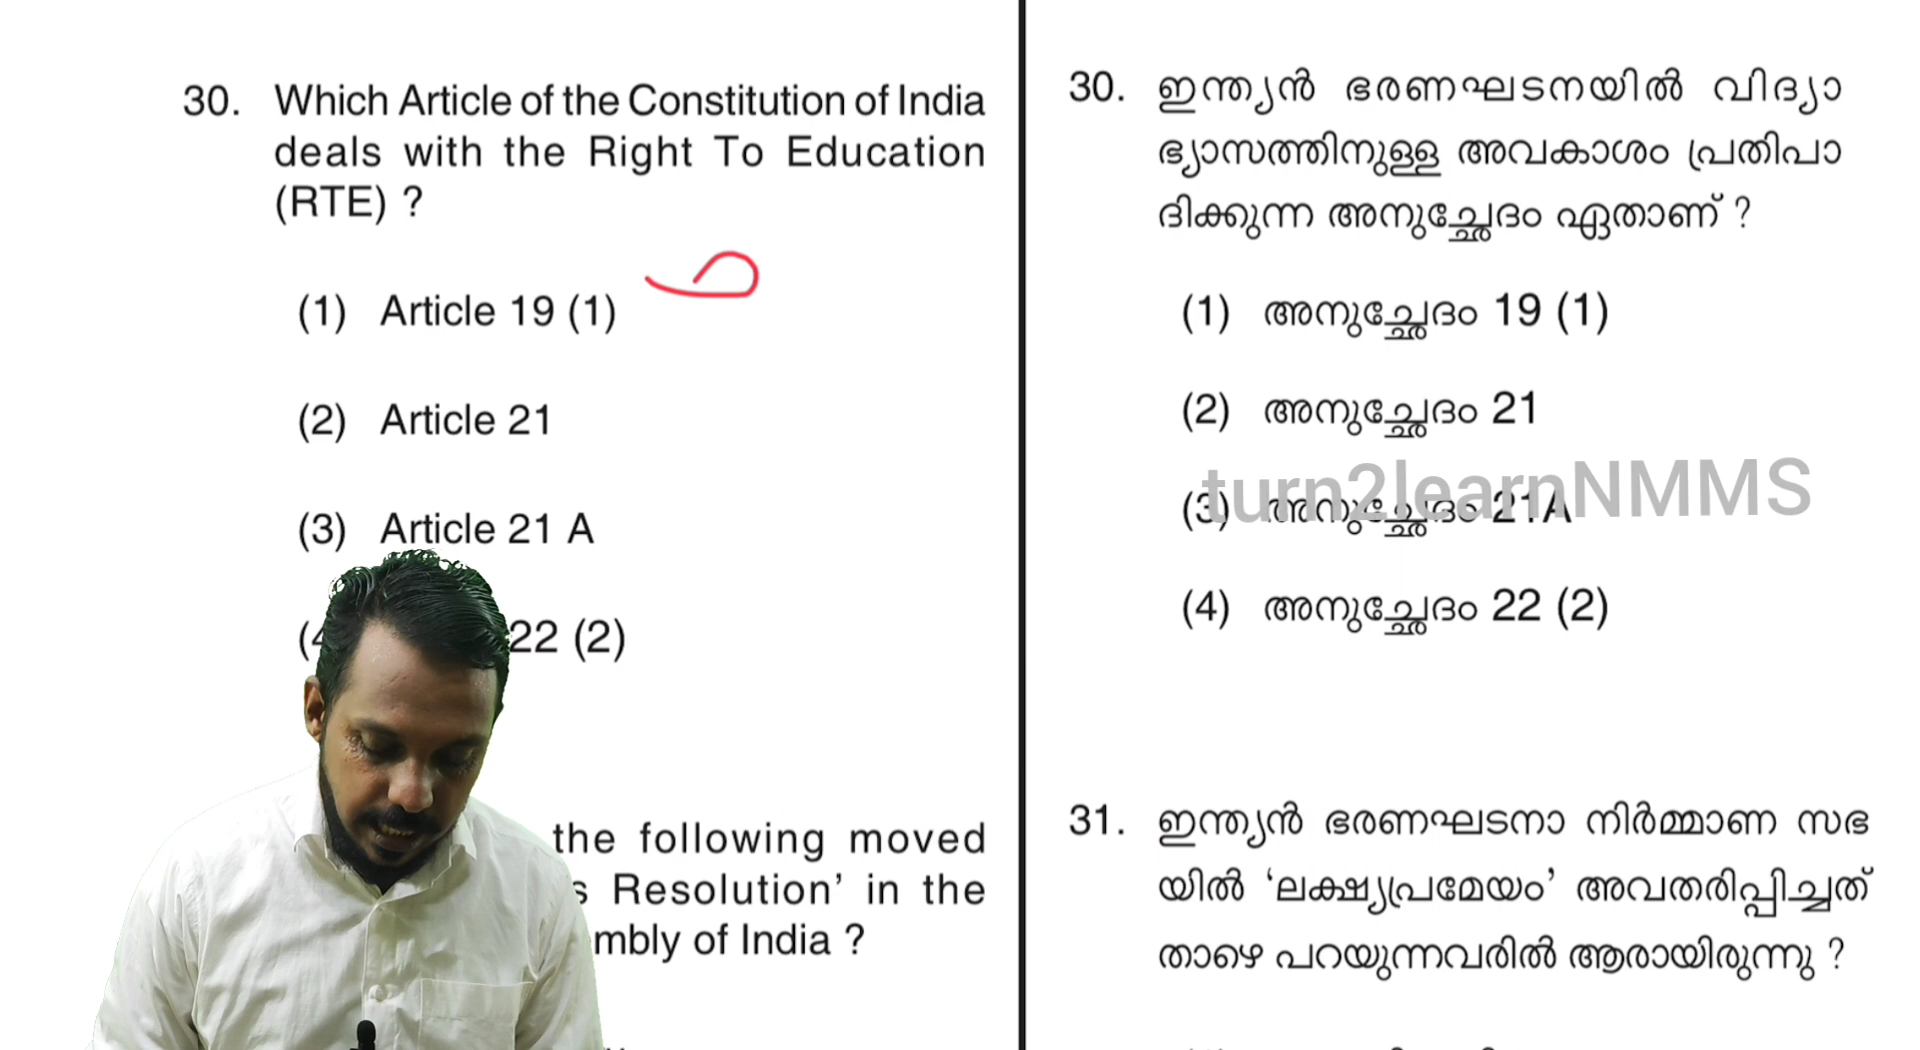 30. Which Article of the Constitution of India
deals with the Right To Education
(RTE) ?
(1) Article 19 (1)
(2) Article 21
(3) Article 21 A
22 (2)
the following moved
s Resolution’ in the
mbly of India ?
30. ഇന്ത്യൻ ഭരണഘടനയിൽ വിദ്യാ
ഭ്യാസത്തിനുള്ള അവകാശം പ്രതിപാ
ദിക്കുന്ന അനുച്ഛേദം ഏതാണ് ?
(1) അനുച്ഛേദം 19 (1)
(2) അനുച്ഛേദം 21
turn2learnNMMS
(3) അനുച്ഛേദം 21A
(4) അനുച്ഛേദം 22 (2)
31. ഇന്ത്യൻ ഭരണഘടനാ നിർമ്മാണ സഭ
യിൽ ‘ലക്ഷ്യപ്രമേയം’ അവതരിപ്പിച്ചത്
താഴെ പറയുന്നവരിൽ ആരായിരുന്നു ?